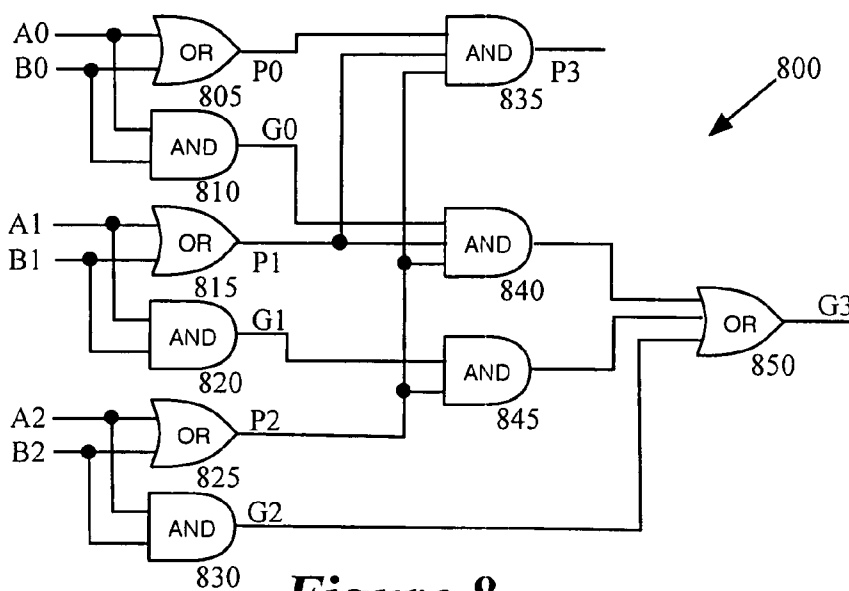 A0
OR
P0
AND
P3
800
B0
805
835
AND
G0
810
A1
OR
P1
AND
B1
815
840
G3
AND
G1
OR
820
AND
850
A2
OR
P2
845
B2
825
AND
G2
830
Figure 8